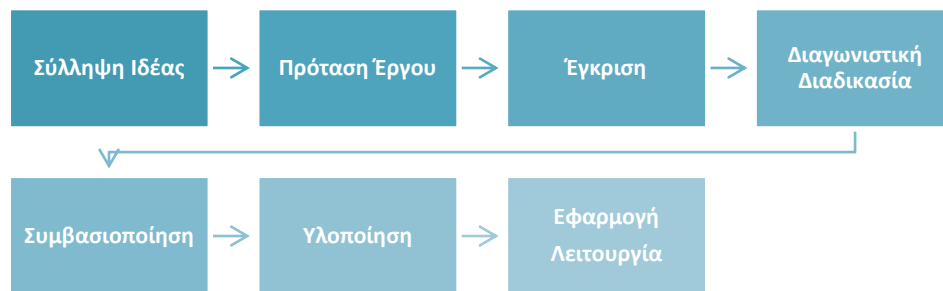 Σύλληψη Ιδέας
Πρόταση Έργου
Έγκριση
Διαγωνιστική
Διαδικασία
Συμβασιοποίηση
Υλοποίηση
Εφαρμογή
Λειτουργία